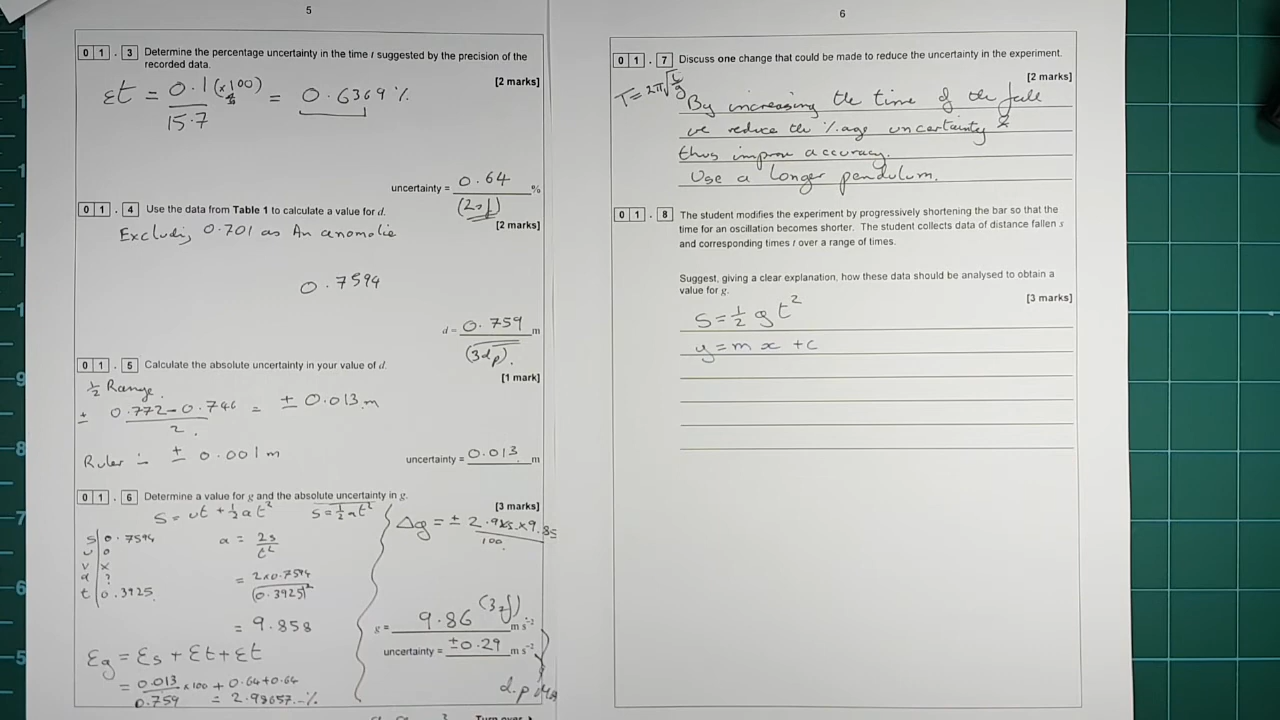 5
0 1 . 3 Determine the percentage uncertainty in the time t suggested by the precision of the
recorded data.
[2 marks]
εt = 0.1 (×100) = 0.6369 %
15.7
uncertainty = 0.64 %
(2sf)
0 1 . 4 Use the data from Table 1 to calculate a value for d.
[2 marks]
Excluding 0.701 as An anomolie
0.7594
d = 0.759 m
(3dp).
0 1 . 5 Calculate the absolute uncertainty in your value of d.
[1 mark]
½ Range.
± 0.772 − 0.746 = ± 0.013 m
2
Ruler = ± 0.001 m
uncertainty = 0.013 m
0 1 . 6 Determine a value for g and the absolute uncertainty in g.
[3 marks]
s = ut + ½at² s = ½at²
s 0.7594
u 0
v x
a ?
t 0.3925
a = 2s
t²
= 2×0.7594
(0.3925)²
= 9.858
εg = εs + εt + εt
= 0.013 ×100 + 0.64+0.64
0.759 = 2.98657..%
Δg = ± 2.985.×9.85
100
g = 9.86 (3sf) m s⁻²
uncertainty = ±0.29 m s⁻²
d.p
Turn over
6
0 1 . 7 Discuss one change that could be made to reduce the uncertainty in the experiment.
[2 marks]
T = 2π√L/g
By increasing the time of the fall
we reduce the %age uncertainty &
thus improve accuracy.
Use a longer pendulum.
0 1 . 8 The student modifies the experiment by progressively shortening the bar so that the
time for an oscillation becomes shorter. The student collects data of distance fallen s
and corresponding times t over a range of times.
Suggest, giving a clear explanation, how these data should be analysed to obtain a
value for g.
[3 marks]
s = ½ g t²
y = m x + c